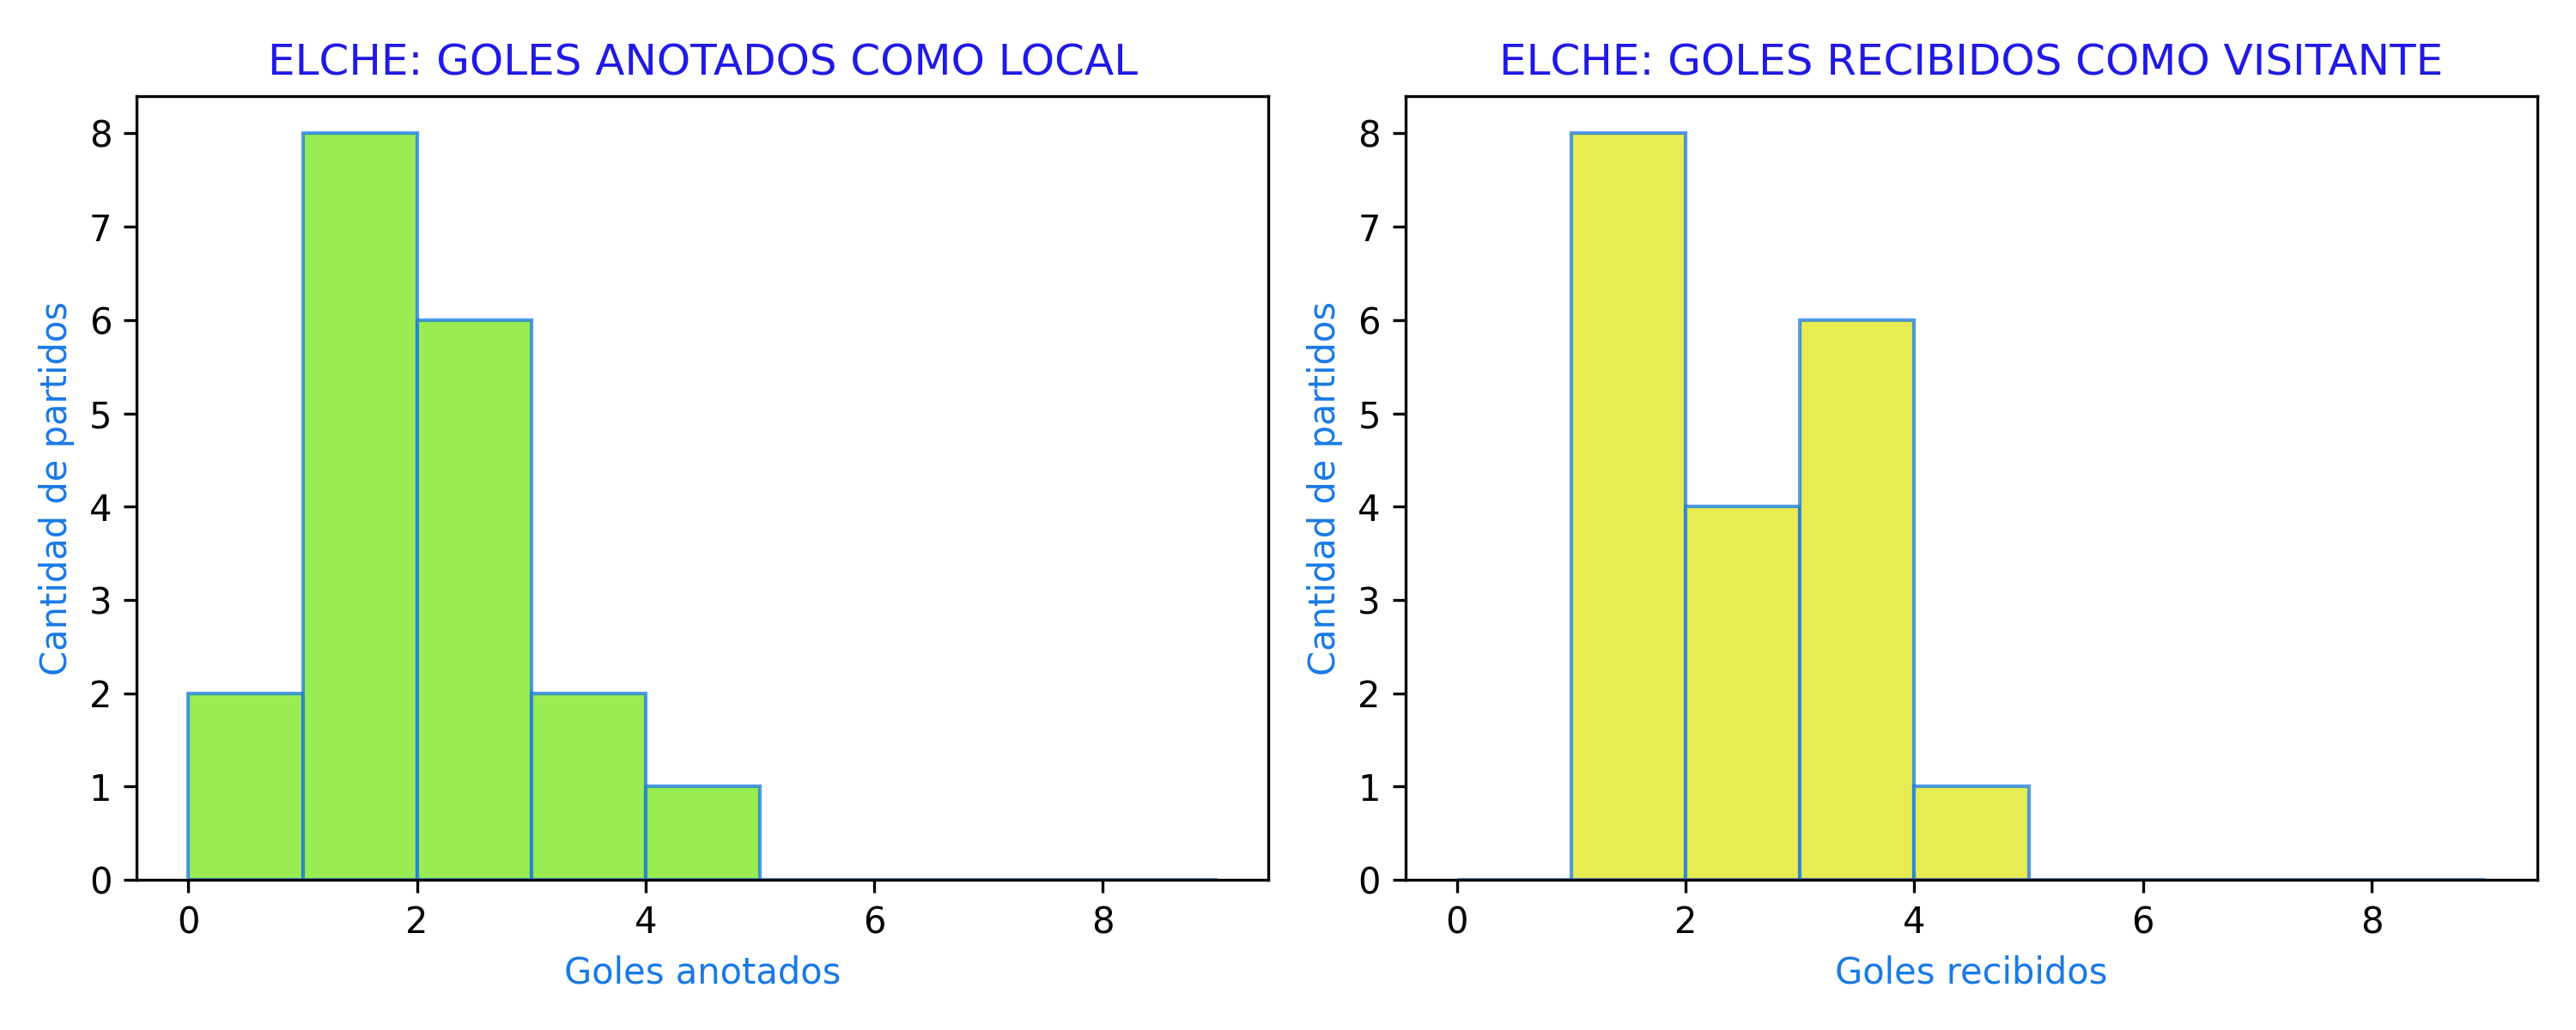 ELCHE: GOLES ANOTADOS COMO LOCAL
Cantidad de partidos
8
7
6
5
4
3
2
1
0
0 2 4 6 8
Goles anotados
ELCHE: GOLES RECIBIDOS COMO VISITANTE
Cantidad de partidos
8
7
6
5
4
3
2
1
0
0 2 4 6 8
Goles recibidos